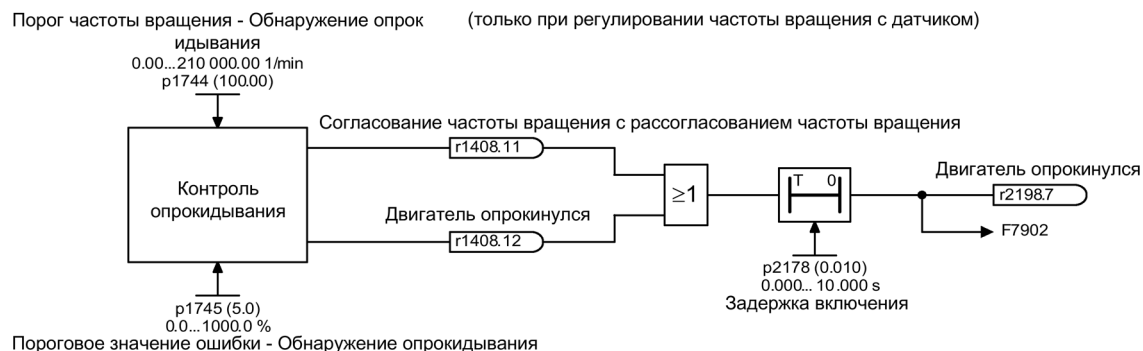 Порог частоты вращения - Обнаружение опрок
идывания
(только при регулировании частоты вращения с датчиком)
0.00...210 000.00 1/min
p1744 (100.00)
Согласование частоты вращения с рассогласованием частоты вращения
r1408.11
Контроль
опрокидывания
Двигатель опрокинулся
r1408.12
≥1
T 0
Двигатель опрокинулся
r2198.7
F7902
p2178 (0.010)
0.000... 10.000 s
Задержка включения
p1745 (5.0)
0.0...1000.0 %
Пороговое значение ошибки - Обнаружение опрокидывания